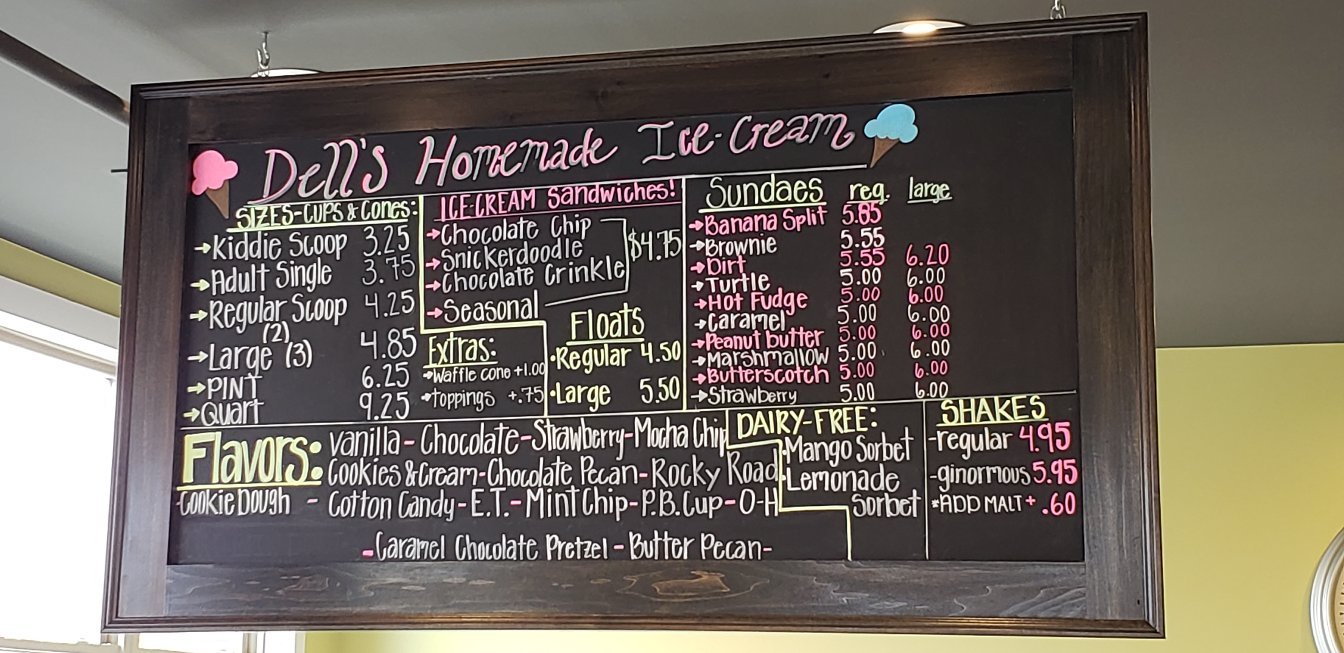 Dell's Homemade Ice-Cream
SIZES-CUPS & CONES:
→Kiddie Scoop 3.25
→Adult Single 3.75
→Regular Scoop 4.25
(2)
→Large (3) 4.85
→PINT 6.25
→Quart 9.25
ICE-CREAM Sandwiches!
→Chocolate Chip
→Snickerdoodle
→Chocolate Crinkle
→Seasonal
$4.75
Extras:
•Waffle cone +1.00
•Toppings +.75
Floats
•Regular 4.50
•Large 5.50
Sundaes reg. large
→Banana Split 5.85
→Brownie 5.55
→Dirt 5.55 6.20
→Turtle 5.00 6.00
→Hot Fudge 5.00 6.00
→Caramel 5.00 6.00
→Peanut butter 5.00 6.00
→Marshmallow 5.00 6.00
→Butterscotch 5.00 6.00
→Strawberry 5.00 6.00
Flavors: Vanilla - Chocolate - Strawberry - Mocha Chip
Cookies & Cream - Chocolate Pecan - Rocky Road
-Cookie Dough - Cotton Candy - E.T. - Mint Chip - P.B. Cup - O-H
-Caramel Chocolate Pretzel - Butter Pecan-
DAIRY-FREE:
-Mango Sorbet
-Lemonade
Sorbet
SHAKES
-regular 4.95
-ginormous 5.95
*ADD MALT + .60